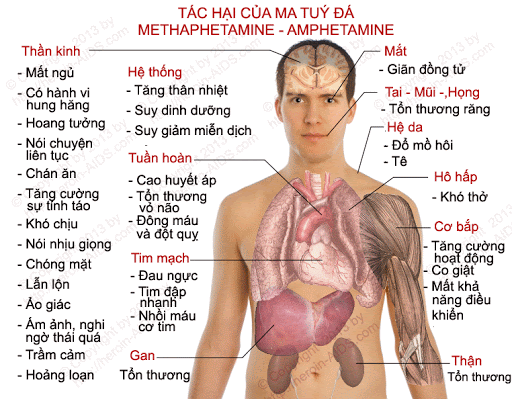 TÁC HẠI CỦA MA TUÝ ĐÁ
METHAPHETAMINE - AMPHETAMINE
Thần kinh
- Mất ngủ
- Có hành vi
hung hăng
- Hoang tưởng
- Nói chuyện
liên tục
- Chán ăn
- Tăng cường
sự tỉnh táo
- Khó chịu
- Nói nhịu giọng
- Chóng mặt
- Lẫn lộn
- Ảo giác
- Ám ảnh, nghi
ngờ thái quá
- Trầm cảm
- Hoảng loạn
Hệ thống
- Tăng thân nhiệt
- Suy dinh dưỡng
- Suy giảm miễn dịch
Tuần hoàn
- Cao huyết áp
- Tổn thương
vỏ não
- Đông máu
và đột quỵ
Tim mạch
- Đau ngực
- Tim đập
nhanh
- Nhồi máu
cơ tim
Gan
Tổn thương
Mắt
- Giãn đồng tử
Tai - Mũi -,Họng
- Tổn thương răng
Hệ da
- Đổ mồ hôi
- Tê
Hô hấp
- Khó thở
Cơ bắp
- Tăng cường
hoạt động
- Co giật
- Mất khả
năng điều
khiển
Thận
Tổn thương